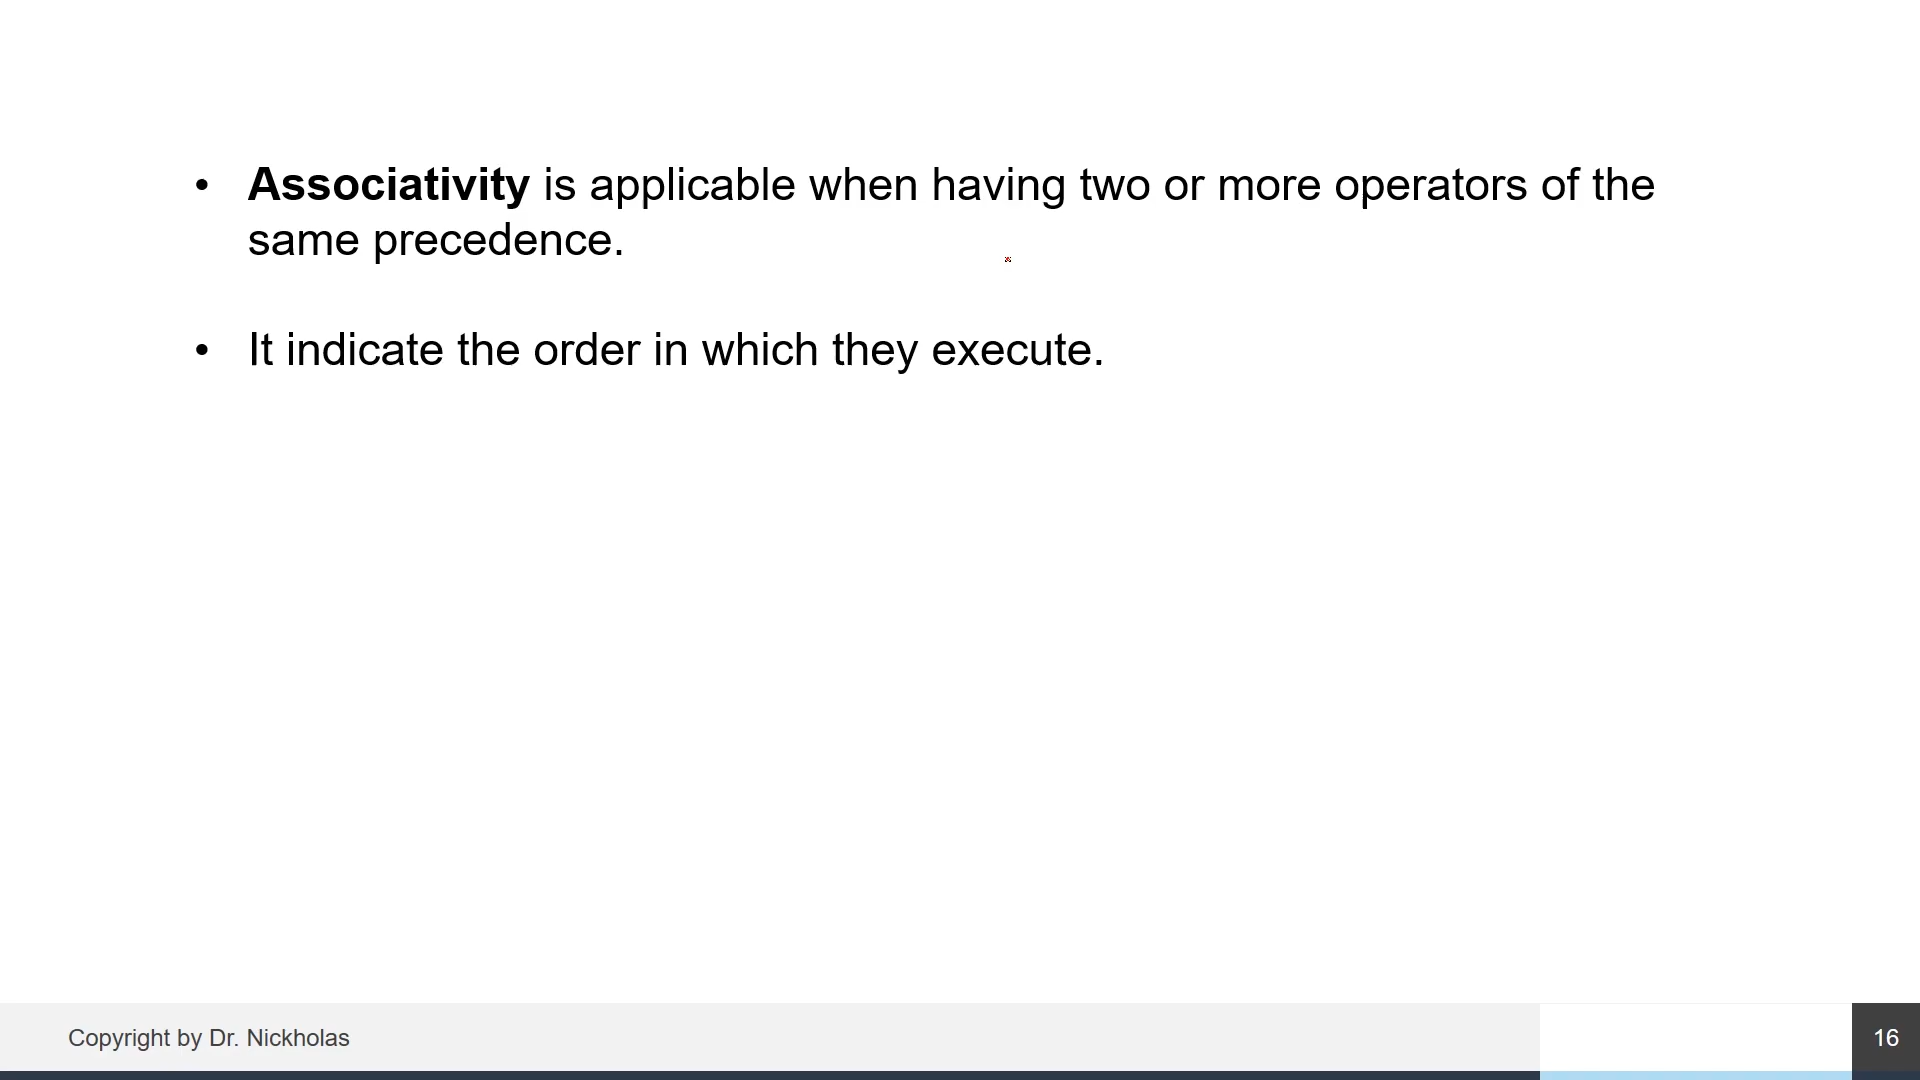 • Associativity is applicable when having two or more operators of the
same precedence.
• It indicate the order in which they execute.
Copyright by Dr. Nickholas
16